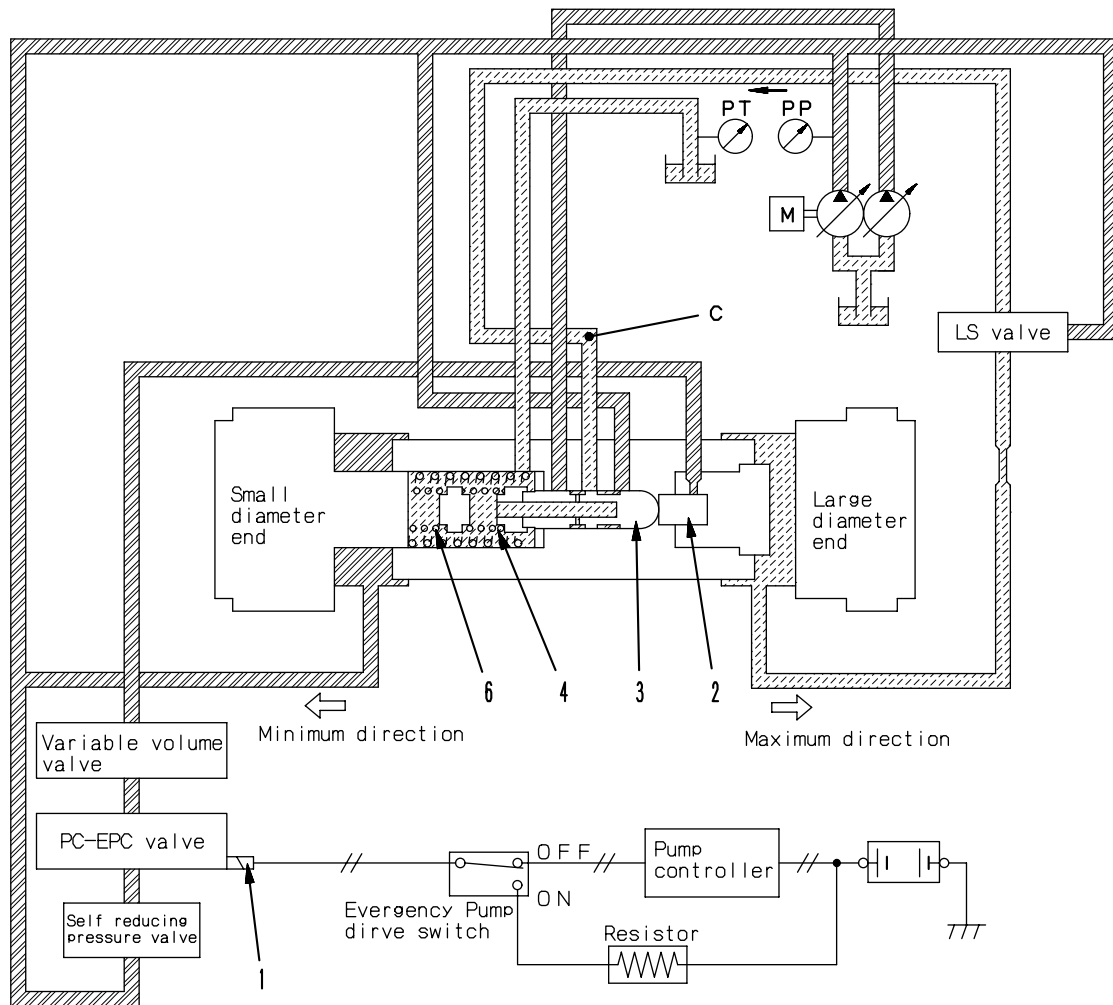 PT
PP
M
C
LS valve
Small
diameter
end
Large
diameter
end
6
4
3
2
Minimum direction
Maximum direction
Variable volume
valve
PC-EPC valve
OFF
Pump
controller
ON
Evergency Pump
dirve switch
Self reducing
pressure valve
Resistor
1